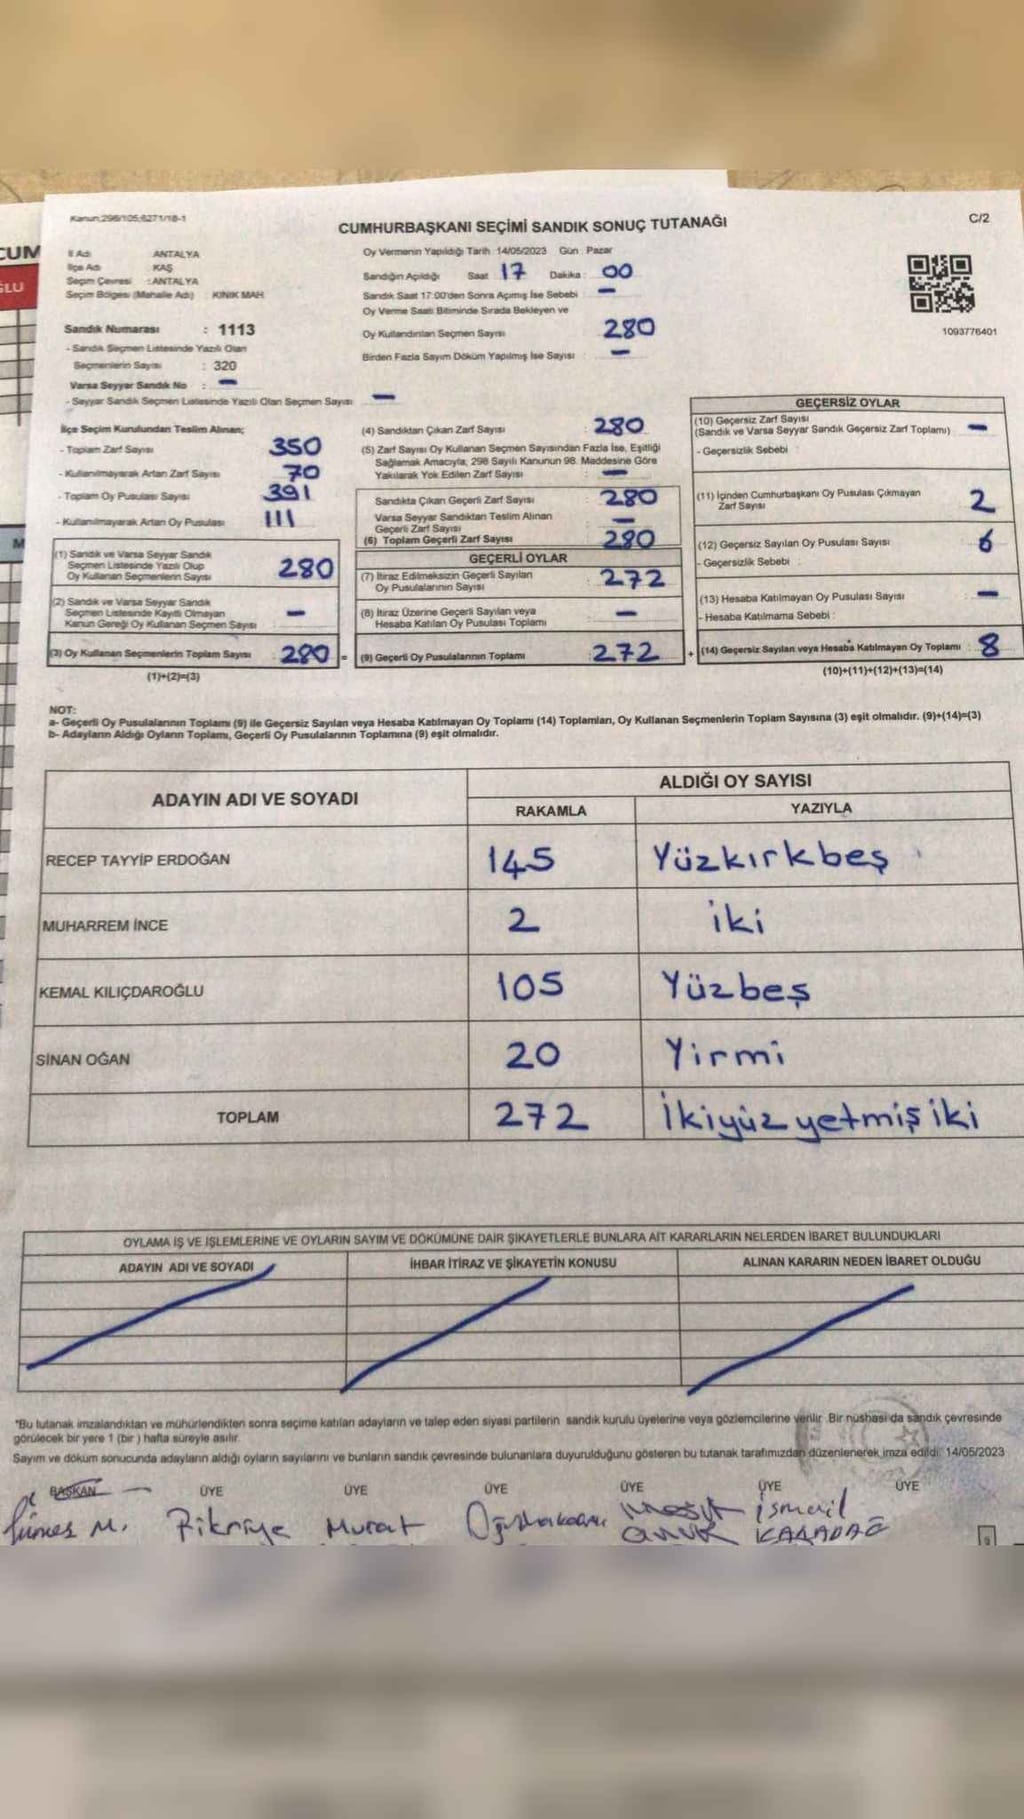 Kanun:298/105;6271/18-1
C/2
CUMHURBAŞKANI SEÇİMİ SANDIK SONUÇ TUTANAĞI
CUM
ĞLU
M
İl Adı ANTALYA
İlçe Adı KAŞ
Seçim Çevresi : ANTALYA
Seçim Bölgesi (Mahalle Adı) : KINIK MAH.
Sandık Numarası : 1113
- Sandık Seçmen Listesinde Yazılı Olan
Seçmenlerin Sayısı : 320
Varsa Seyyar Sandık No : -
- Seyyar Sandık Seçmen Listesinde Yazılı Olan Seçmen Sayısı -
Oy Vermenin Yapıldığı Tarih 14/05/2023 Gün Pazar
Sandığın Açıldığı Saat 17 Dakika : 00
Sandık Saat 17:00'den Sonra Açılmış İse Sebebi : -
Oy Verme Saati Bitiminde Sırada Bekleyen ve
Oy Kullandırılan Seçmen Sayısı 280
Birden Fazla Sayım Döküm Yapılmış İse Sayısı : -
1093776401
İlçe Seçim Kurulundan Teslim Alınan;
- Toplam Zarf Sayısı 350
- Kullanılmayarak Artan Zarf Sayısı 70
- Toplam Oy Pusulası Sayısı 391
- Kullanılmayarak Artan Oy Pusulası 111
(1) Sandık ve Varsa Seyyar Sandık
Seçmen Listesinde Yazılı Olup
Oy Kullanan Seçmenlerin Sayısı 280
(2) Sandık ve Varsa Seyyar Sandık
Seçmen Listesinde Kayıtlı Olmayan
Kanun Gereği Oy Kullanan Seçmen Sayısı -
(3) Oy Kullanan Seçmenlerin Toplam Sayısı 280 =
(1)+(2)=(3)
(4) Sandıktan Çıkan Zarf Sayısı : 280
(5) Zarf Sayısı Oy Kullanan Seçmen Sayısından Fazla İse, Eşitliği
Sağlamak Amacıyla, 298 Sayılı Kanunun 98. Maddesine Göre
Yakılarak Yok Edilen Zarf Sayısı : -
Sandıkta Çıkan Geçerli Zarf Sayısı : 280
Varsa Seyyar Sandıktan Teslim Alınan
Geçerli Zarf Sayısı : -
(6) Toplam Geçerli Zarf Sayısı 280
GEÇERLİ OYLAR
(7) İtiraz Edilmeksizin Geçerli Sayılan
Oy Pusulalarının Sayısı : 272
(8) İtiraz Üzerine Geçerli Sayılan veya
Hesaba Katılan Oy Pusulası Toplamı -
(9) Geçerli Oy Pusulalarının Toplamı 272 +
GEÇERSİZ OYLAR
(10) Geçersiz Zarf Sayısı
(Sandık ve Varsa Seyyar Sandık Geçersiz Zarf Toplamı) -
- Geçersizlik Sebebi
(11) İçinden Cumhurbaşkanı Oy Pusulası Çıkmayan
Zarf Sayısı 2
(12) Geçersiz Sayılan Oy Pusulası Sayısı : 6
- Geçersizlik Sebebi :
(13) Hesaba Katılmayan Oy Pusulası Sayısı : -
- Hesaba Katılmama Sebebi :
(14) Geçersiz Sayılan veya Hesaba Katılmayan Oy Toplamı : 8
(10)+(11)+(12)+(13)=(14)
NOT:
a- Geçerli Oy Pusulalarının Toplamı (9) ile Geçersiz Sayılan veya Hesaba Katılmayan Oy Toplamı (14) Toplamları, Oy Kullanan Seçmenlerin Toplam Sayısına (3) eşit olmalıdır. (9)+(14)=(3)
b- Adayların Aldığı Oyların Toplamı, Geçerli Oy Pusulalarının Toplamına (9) eşit olmalıdır.
ADAYIN ADI VE SOYADI ALDIĞI OY SAYISI
RAKAMLA YAZIYLA
RECEP TAYYİP ERDOĞAN 145 Yüzkırkbeş
MUHARREM İNCE 2 iki
KEMAL KILIÇDAROĞLU 105 Yüzbeş
SİNAN OĞAN 20 Yirmi
TOPLAM 272 İkiyüz yetmiş iki
OYLAMA İŞ VE İŞLEMLERİNE VE OYLARIN SAYIM VE DÖKÜMÜNE DAİR ŞİKAYETLERLE BUNLARA AİT KARARLARIN NELERDEN İBARET BULUNDUKLARI
ADAYIN ADI VE SOYADI İHBAR İTİRAZ VE ŞİKAYETİN KONUSU ALINAN KARARIN NEDEN İBARET OLDUĞU
*Bu tutanak imzalandıktan ve mühürlendikten sonra seçime katılan adayların ve talep eden siyasi partilerin sandık kurulu üyelerine veya gözlemcilerine verilir. Bir nüshası da sandık çevresinde
görülecek bir yere 1 (bir) hafta süreyle asılır.
Sayım ve döküm sonucunda adayların aldığı oyların sayılarını ve bunların sandık çevresinde bulunanlara duyurulduğunu gösteren bu tutanak tarafımızdan düzenlenerek imza edildi. 14/05/2023
BAŞKAN ÜYE ÜYE ÜYE ÜYE ÜYE ÜYE
M. Fikriye Murat Mesut İsmail
KARADAĞ